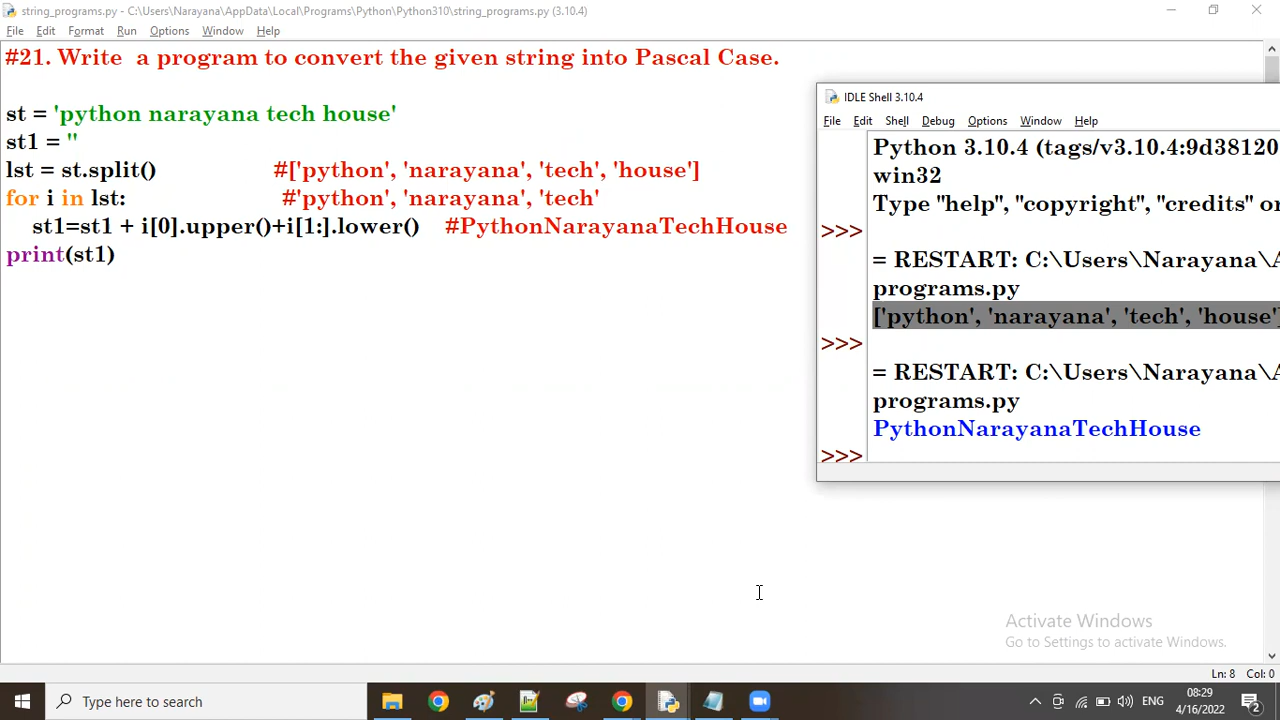 string_programs.py - C:\Users\Narayana\AppData\Local\Programs\Python\Python310\string_programs.py (3.10.4)
File Edit Format Run Options Window Help
#21. Write  a program to convert the given string into Pascal Case.
st = 'python narayana tech house'
st1 = ''
lst = st.split() #['python', 'narayana', 'tech', 'house']
for i in lst: #'python', 'narayana', 'tech'
st1=st1 + i[0].upper()+i[1:].lower() #PythonNarayanaTechHouse
print(st1)
IDLE Shell 3.10.4
File Edit Shell Debug Options Window Help
Python 3.10.4 (tags/v3.10.4:9d38120
win32
Type "help", "copyright", "credits" or
>>>
= RESTART: C:\Users\Narayana\A
programs.py
['python', 'narayana', 'tech', 'house']
>>>
= RESTART: C:\Users\Narayana\A
programs.py
PythonNarayanaTechHouse
>>>
Activate Windows
Go to Settings to activate Windows.
Ln: 8 Col: 0
Type here to search
ENG
08:29
4/16/2022
2